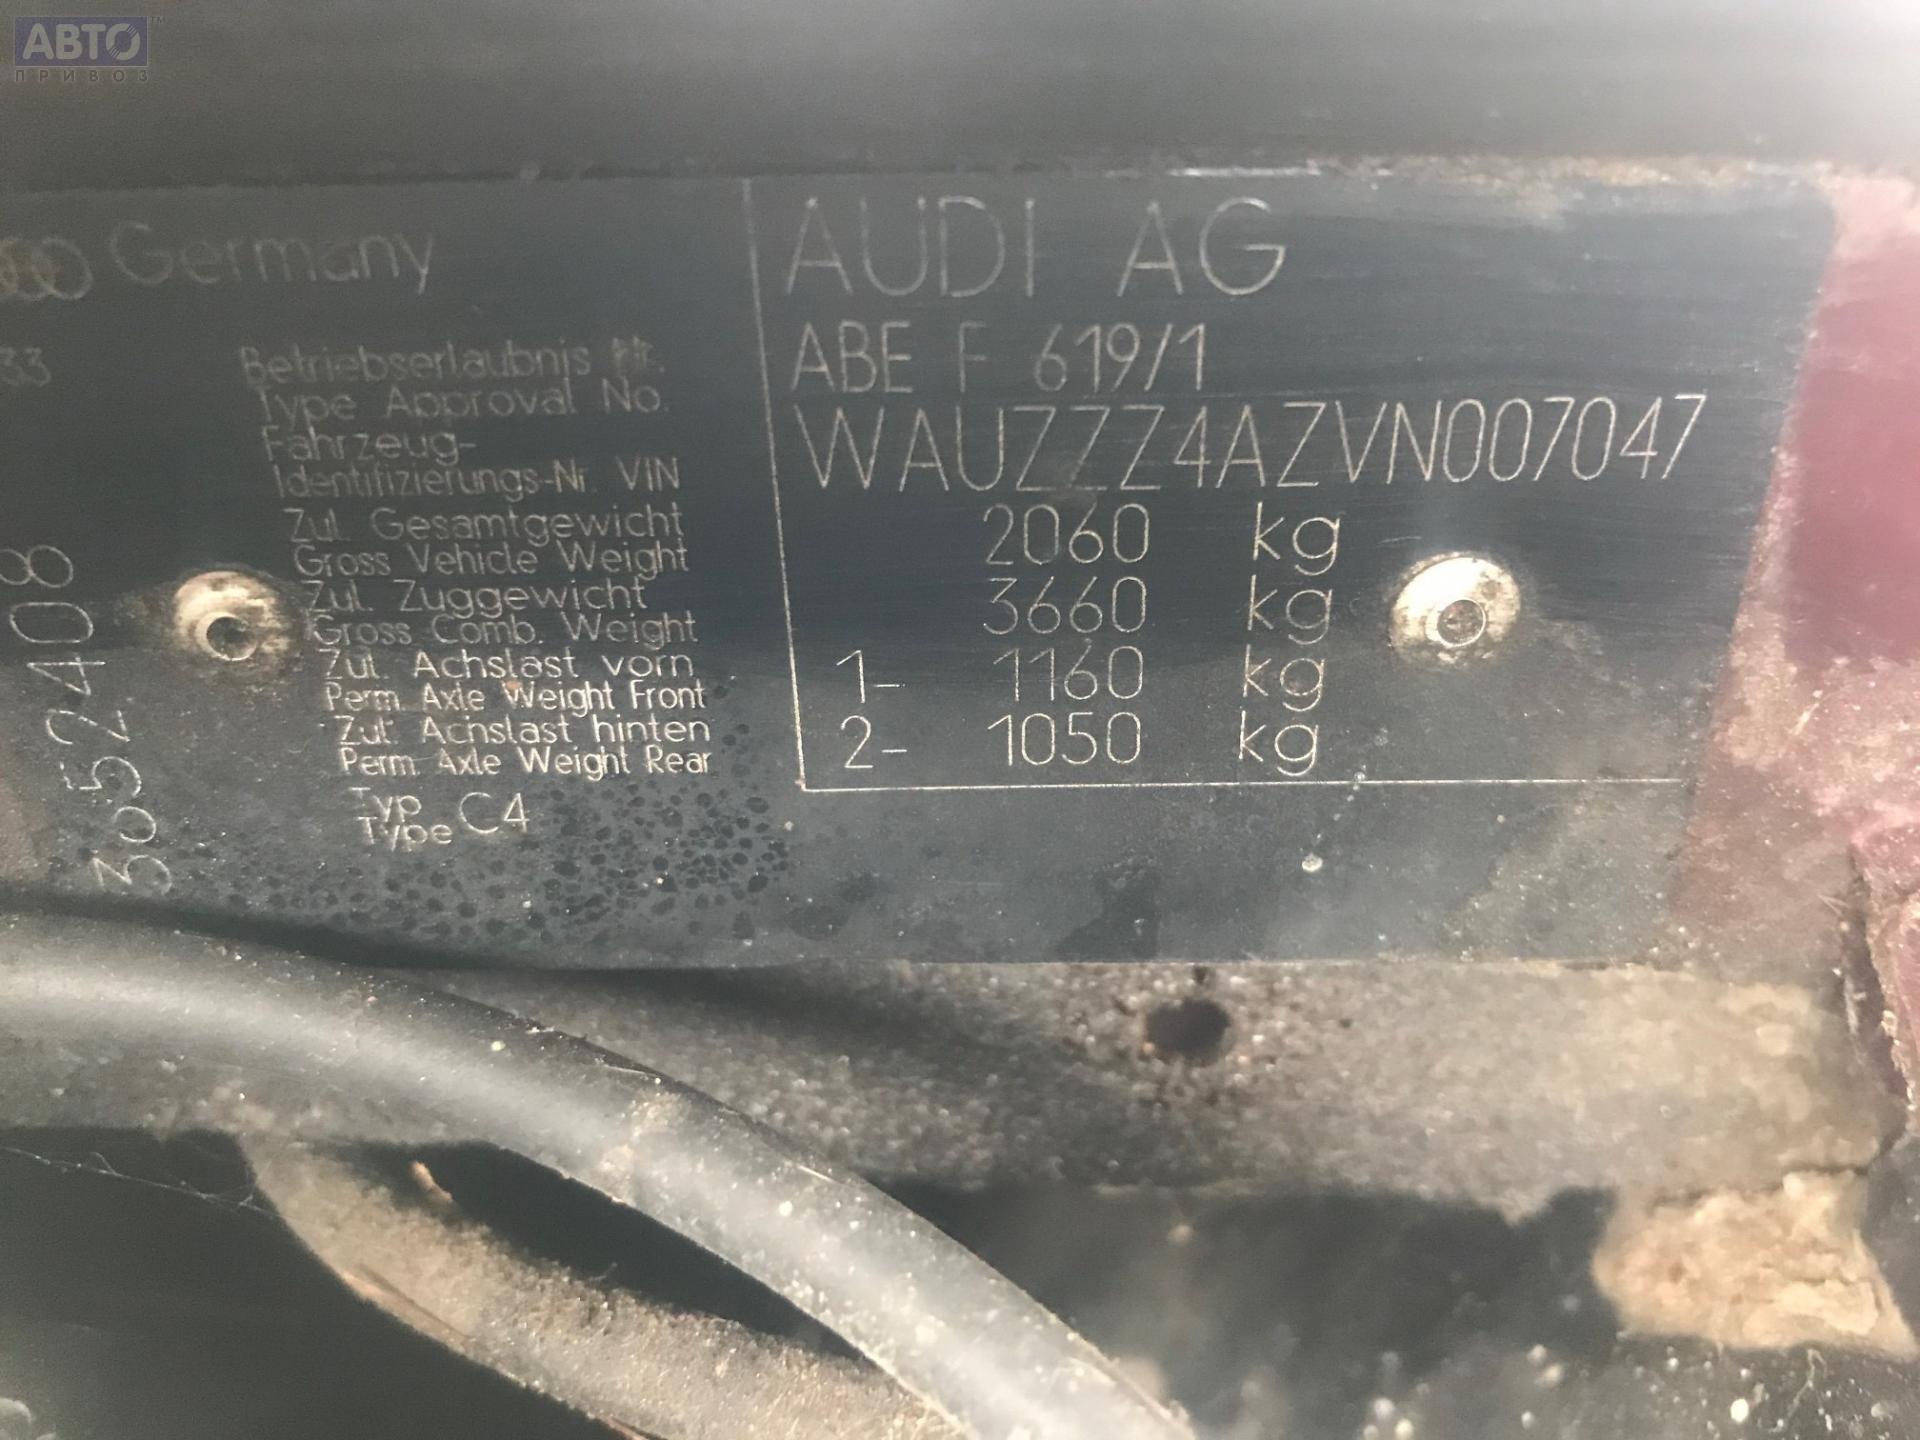 АВТО™
ПРИВОЗ
Germany
33
Betriebserlaubnis Nr.
Type Approval No.
Fahrzeug-
Identifizierungs-Nr. VIN
Zul. Gesamtgewicht
Gross Vehicle Weight
Zul. Zuggewicht
Gross Comb. Weight
Zul. Achslast vorn
Perm. Axle Weight Front
Zul. Achslast hinten
Perm. Axle Weight Rear
Typ
Type C4
3052408
AUDI AG
ABE F 619/1
WAUZZZ4AZVN007047
2060 kg
3660 kg
1- 1160 kg
2- 1050 kg